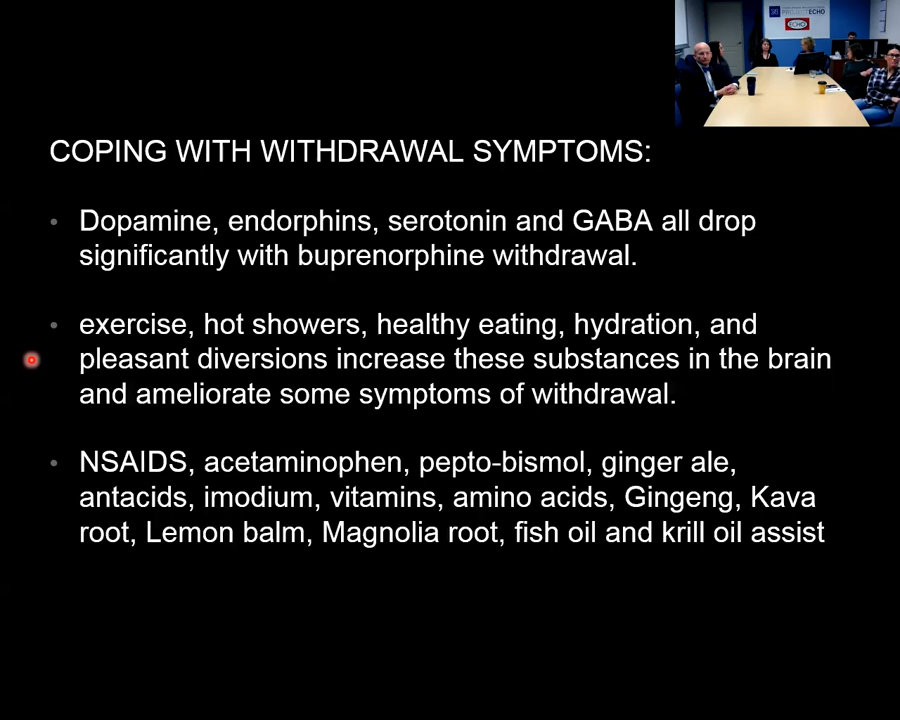 PROJECT ECHO
ECHO
COPING WITH WITHDRAWAL SYMPTOMS:
• Dopamine, endorphins, serotonin and GABA all drop
significantly with buprenorphine withdrawal.
• exercise, hot showers, healthy eating, hydration, and
pleasant diversions increase these substances in the brain
and ameliorate some symptoms of withdrawal.
• NSAIDS, acetaminophen, pepto-bismol, ginger ale,
antacids, imodium, vitamins, amino acids, Gingeng, Kava
root, Lemon balm, Magnolia root, fish oil and krill oil assist